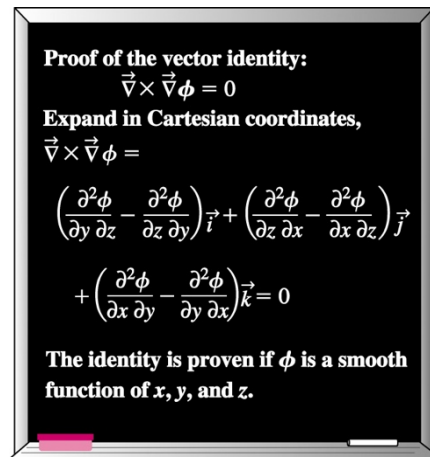 Proof of the vector identity:
∇⃗ × ∇⃗ϕ = 0
Expand in Cartesian coordinates,
∇⃗ × ∇⃗ϕ =
(∂²ϕ/∂y ∂z − ∂²ϕ/∂z ∂y) i⃗ + (∂²ϕ/∂z ∂x − ∂²ϕ/∂x ∂z) j⃗
+ (∂²ϕ/∂x ∂y − ∂²ϕ/∂y ∂x) k⃗ = 0
The identity is proven if ϕ is a smooth
function of x, y, and z.